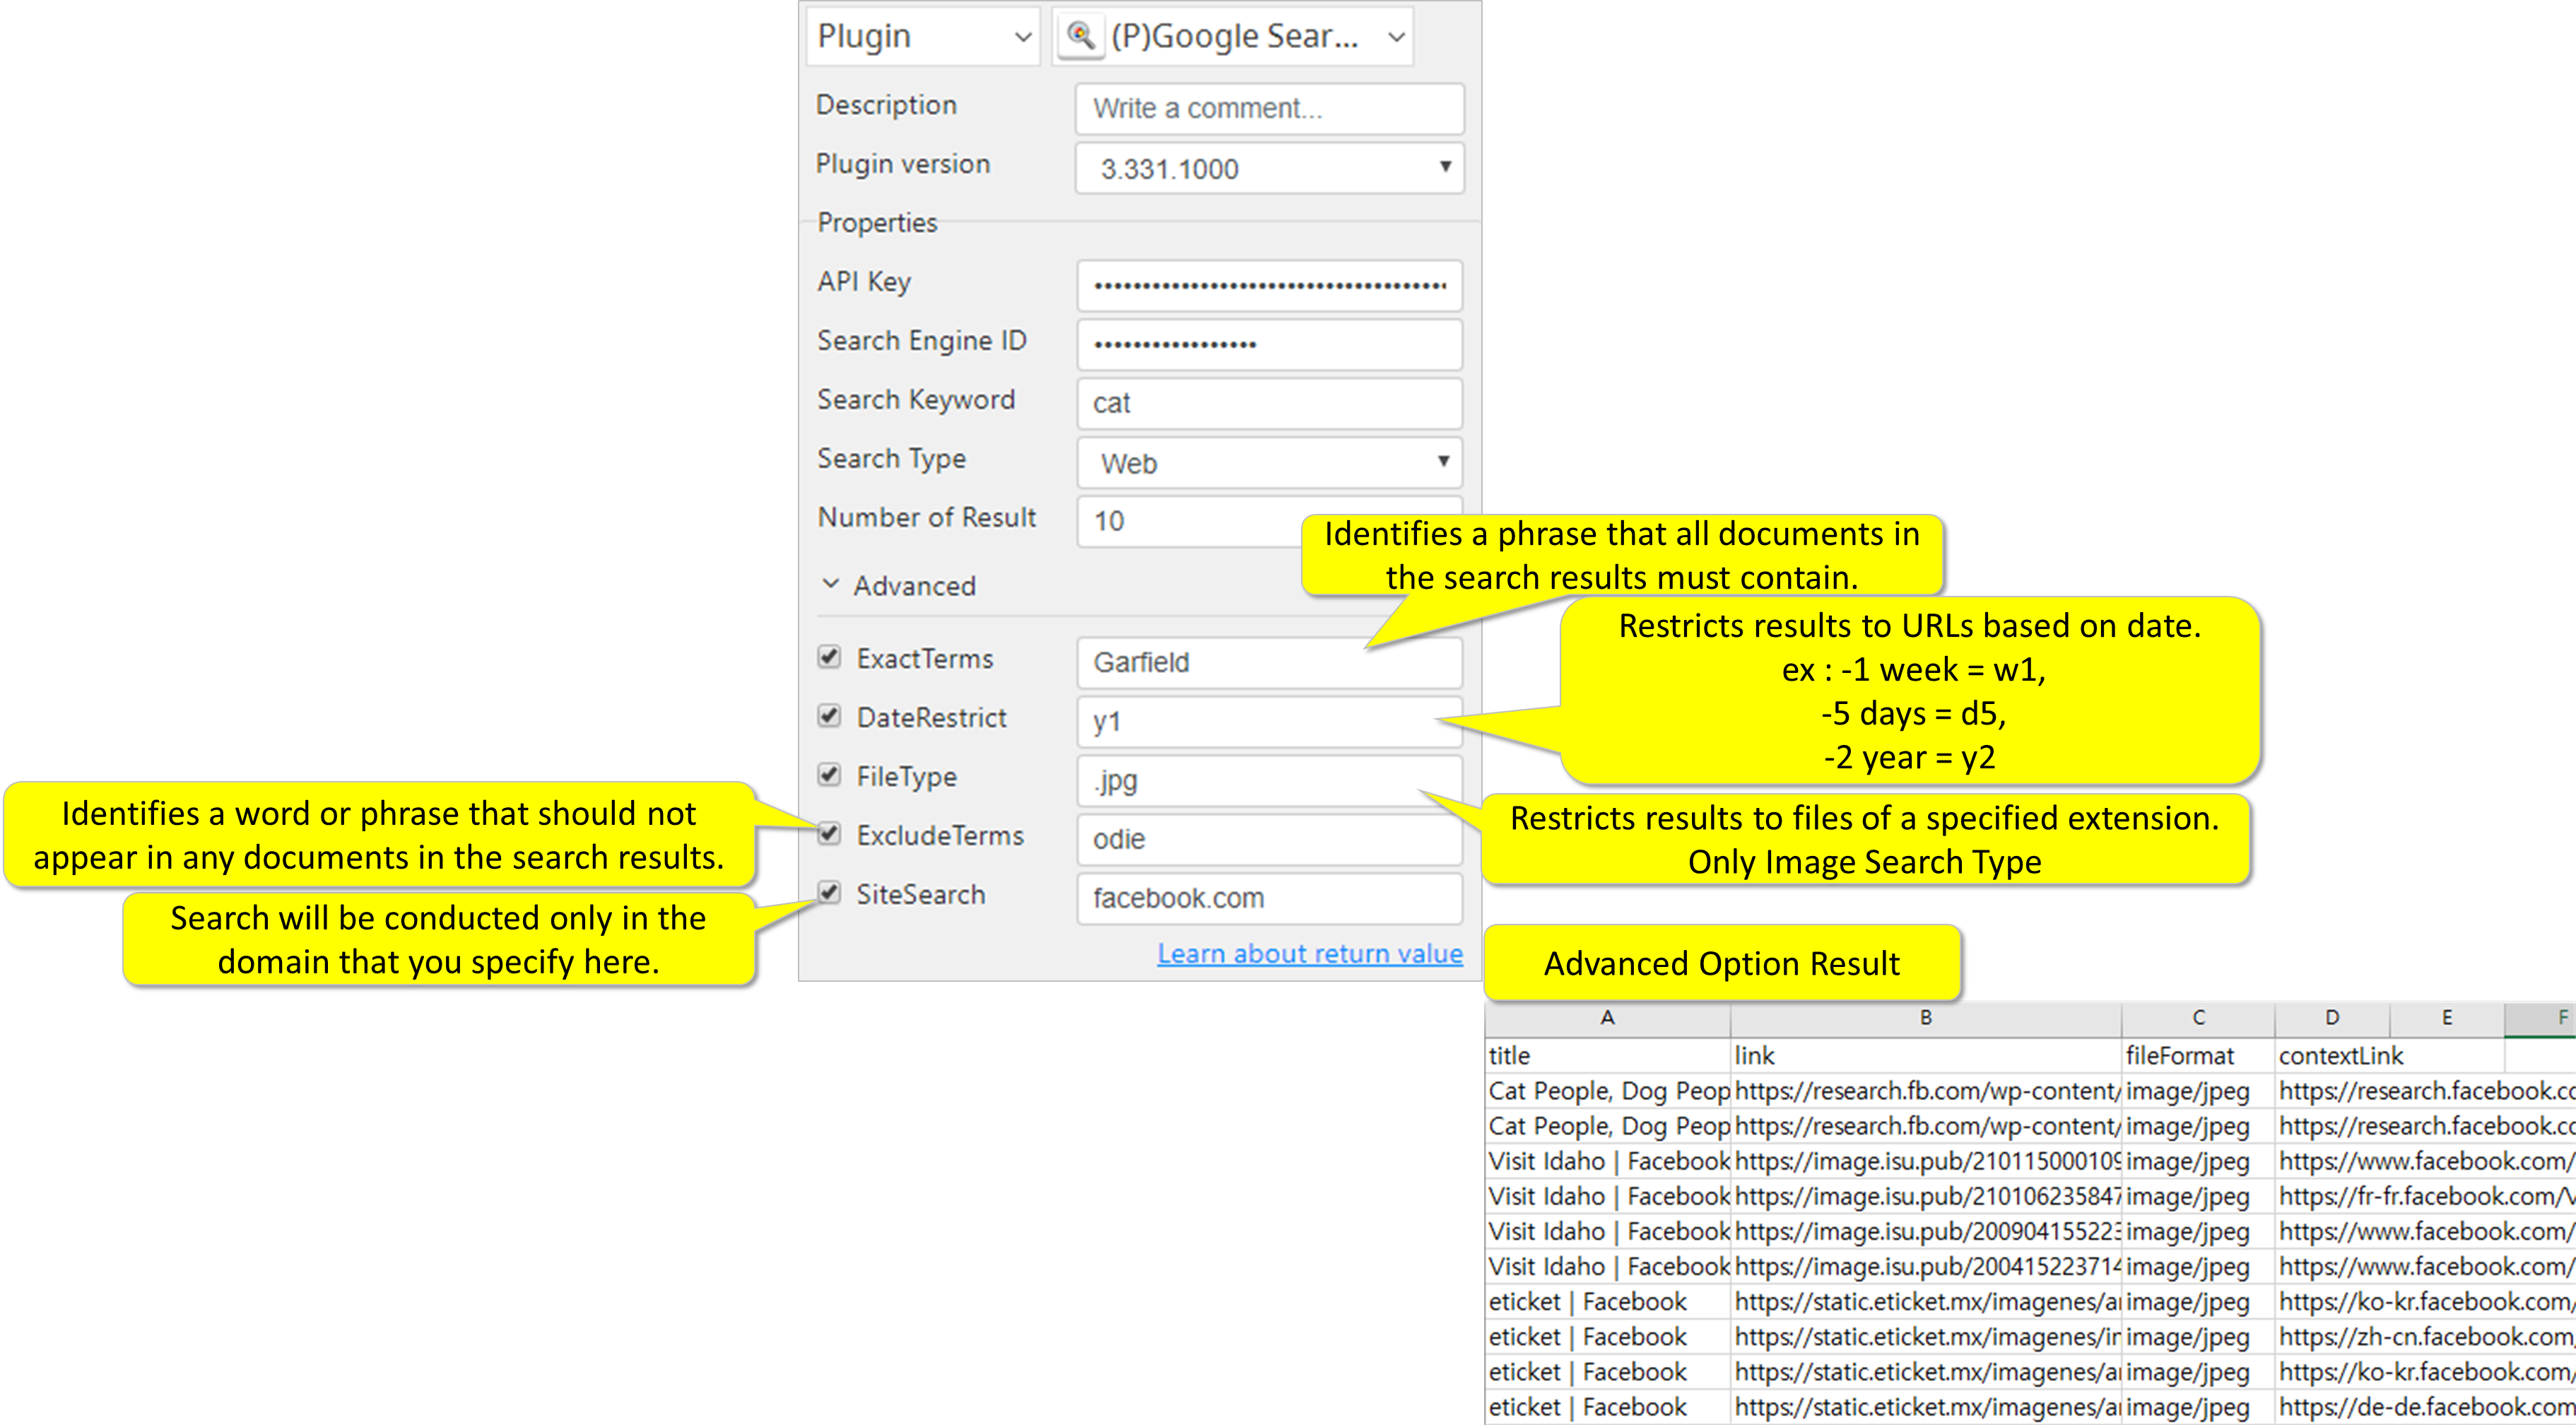 Plugin
(P)Google Sear...
Description
Write a comment...
Plugin version
3.331.1000
Properties
API Key
Search Engine ID
Search Keyword
cat
Search Type
Web
Number of Result
10
Identifies a phrase that all documents in
the search results must contain.
Advanced
Restricts results to URLs based on date.
ex : -1 week = w1,
-5 days = d5,
-2 year = y2
ExactTerms
Garfield
DateRestrict
y1
FileType
.jpg
Restricts results to files of a specified extension.
Only Image Search Type
Identifies a word or phrase that should not
appear in any documents in the search results.
ExcludeTerms
odie
SiteSearch
facebook.com
Search will be conducted only in the
domain that you specify here.
Learn about return value
Advanced Option Result
A B C D E F
title link fileFormat contextLink
Cat People, Dog Peop https://research.fb.com/wp-content/ image/jpeg https://research.facebook.co
Cat People, Dog Peop https://research.fb.com/wp-content/ image/jpeg https://research.facebook.co
Visit Idaho | Facebook https://image.isu.pub/210115000109 image/jpeg https://www.facebook.com/
Visit Idaho | Facebook https://image.isu.pub/210106235847 image/jpeg https://fr-fr.facebook.com/V
Visit Idaho | Facebook https://image.isu.pub/200904155223 image/jpeg https://www.facebook.com/
Visit Idaho | Facebook https://image.isu.pub/200415223714 image/jpeg https://www.facebook.com/
eticket | Facebook https://static.eticket.mx/imagenes/ar image/jpeg https://ko-kr.facebook.com/
eticket | Facebook https://static.eticket.mx/imagenes/in image/jpeg https://zh-cn.facebook.com
eticket | Facebook https://static.eticket.mx/imagenes/ar image/jpeg https://ko-kr.facebook.com/
eticket | Facebook https://static.eticket.mx/imagenes/ar image/jpeg https://de-de.facebook.com